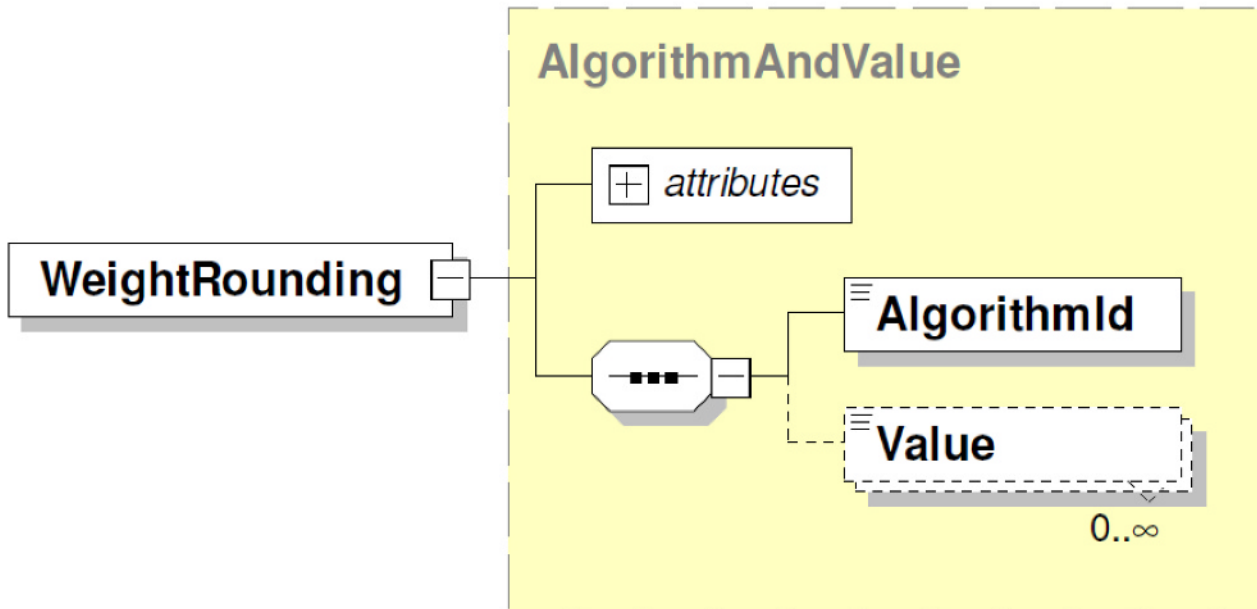 AlgorithmAndValue
attributes
WeightRounding
AlgorithmId
Value
0..∞